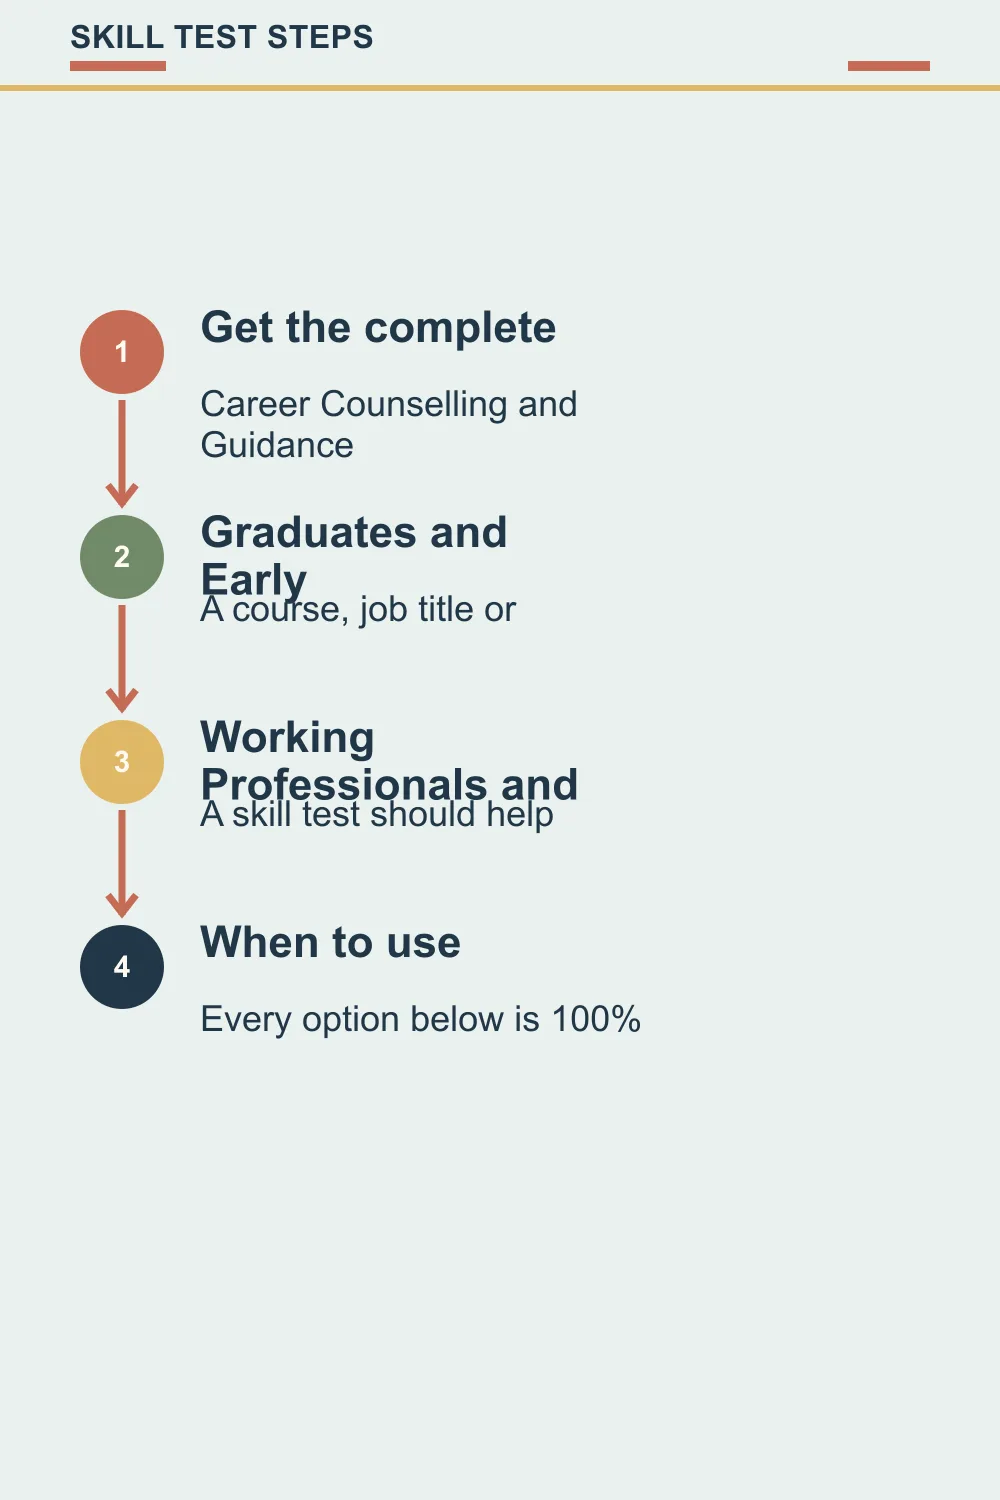 SKILL TEST STEPS
1
Get the complete
Career Counselling and
Guidance
2
Graduates and
Early
A course, job title or
3
Working
Professionals and
A skill test should help
4
When to use
Every option below is 100%